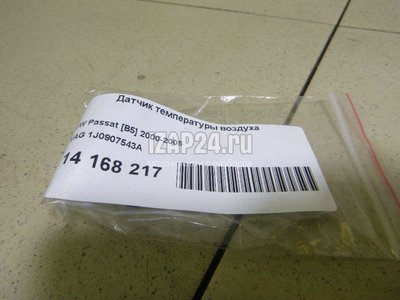 Датчик температуры воздуха
VW Passat [B5] 2000-2005
VAG 1J0907543A
14 168 217
IZAP24.ru